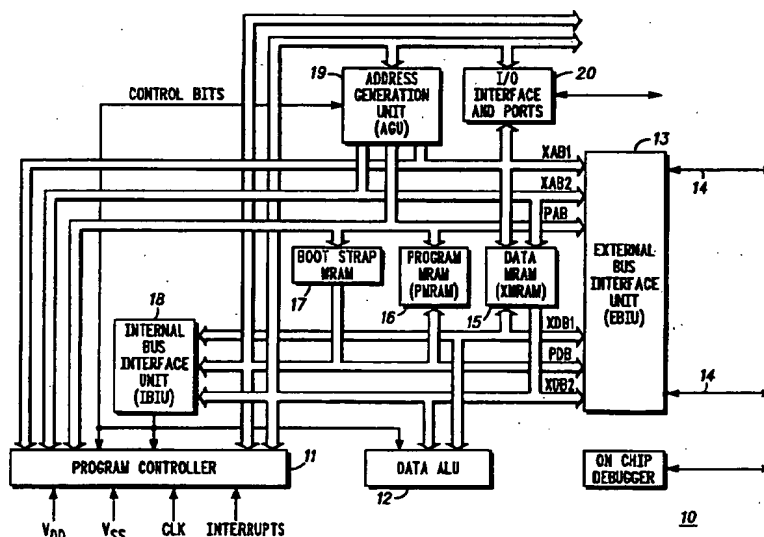 19
ADDRESS
GENERATION
UNIT
(AGU)
I/O
INTERFACE
AND PORTS
20
CONTROL BITS
13
XAB1
14
XAB2
PAB
BOOT STRAP
MRAM
17
PROGRAM
MRAM
(PMRAM)
16
DATA
MRAM
(XMRAM)
15
EXTERNAL
BUS
INTERFACE
UNIT
(EBIU)
18
INTERNAL
BUS
INTERFACE
UNIT
(IBIU)
XDB1
PDB
XDB2
14
PROGRAM CONTROLLER
11
DATA ALU
12
ON CHIP
DEBUGGER
VDD
VSS
CLK
INTERRUPTS
10